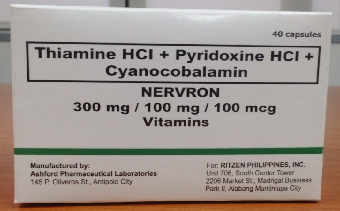 40 capsules
Thiamine HCl + Pyridoxine HCl +
Cyanocobalamin
NERVRON
300 mg / 100 mg / 100 mcg
Vitamins
Manufactured by:
Ashford Pharmaceutical Laboratories
145 P. Oliveros St., Antipolo City
For: RITZEN PHILIPPINES, INC.
Unit 706, South Center Tower
2206 Market St., Madrigal Business
Park II, Alabang Muntinlupa City